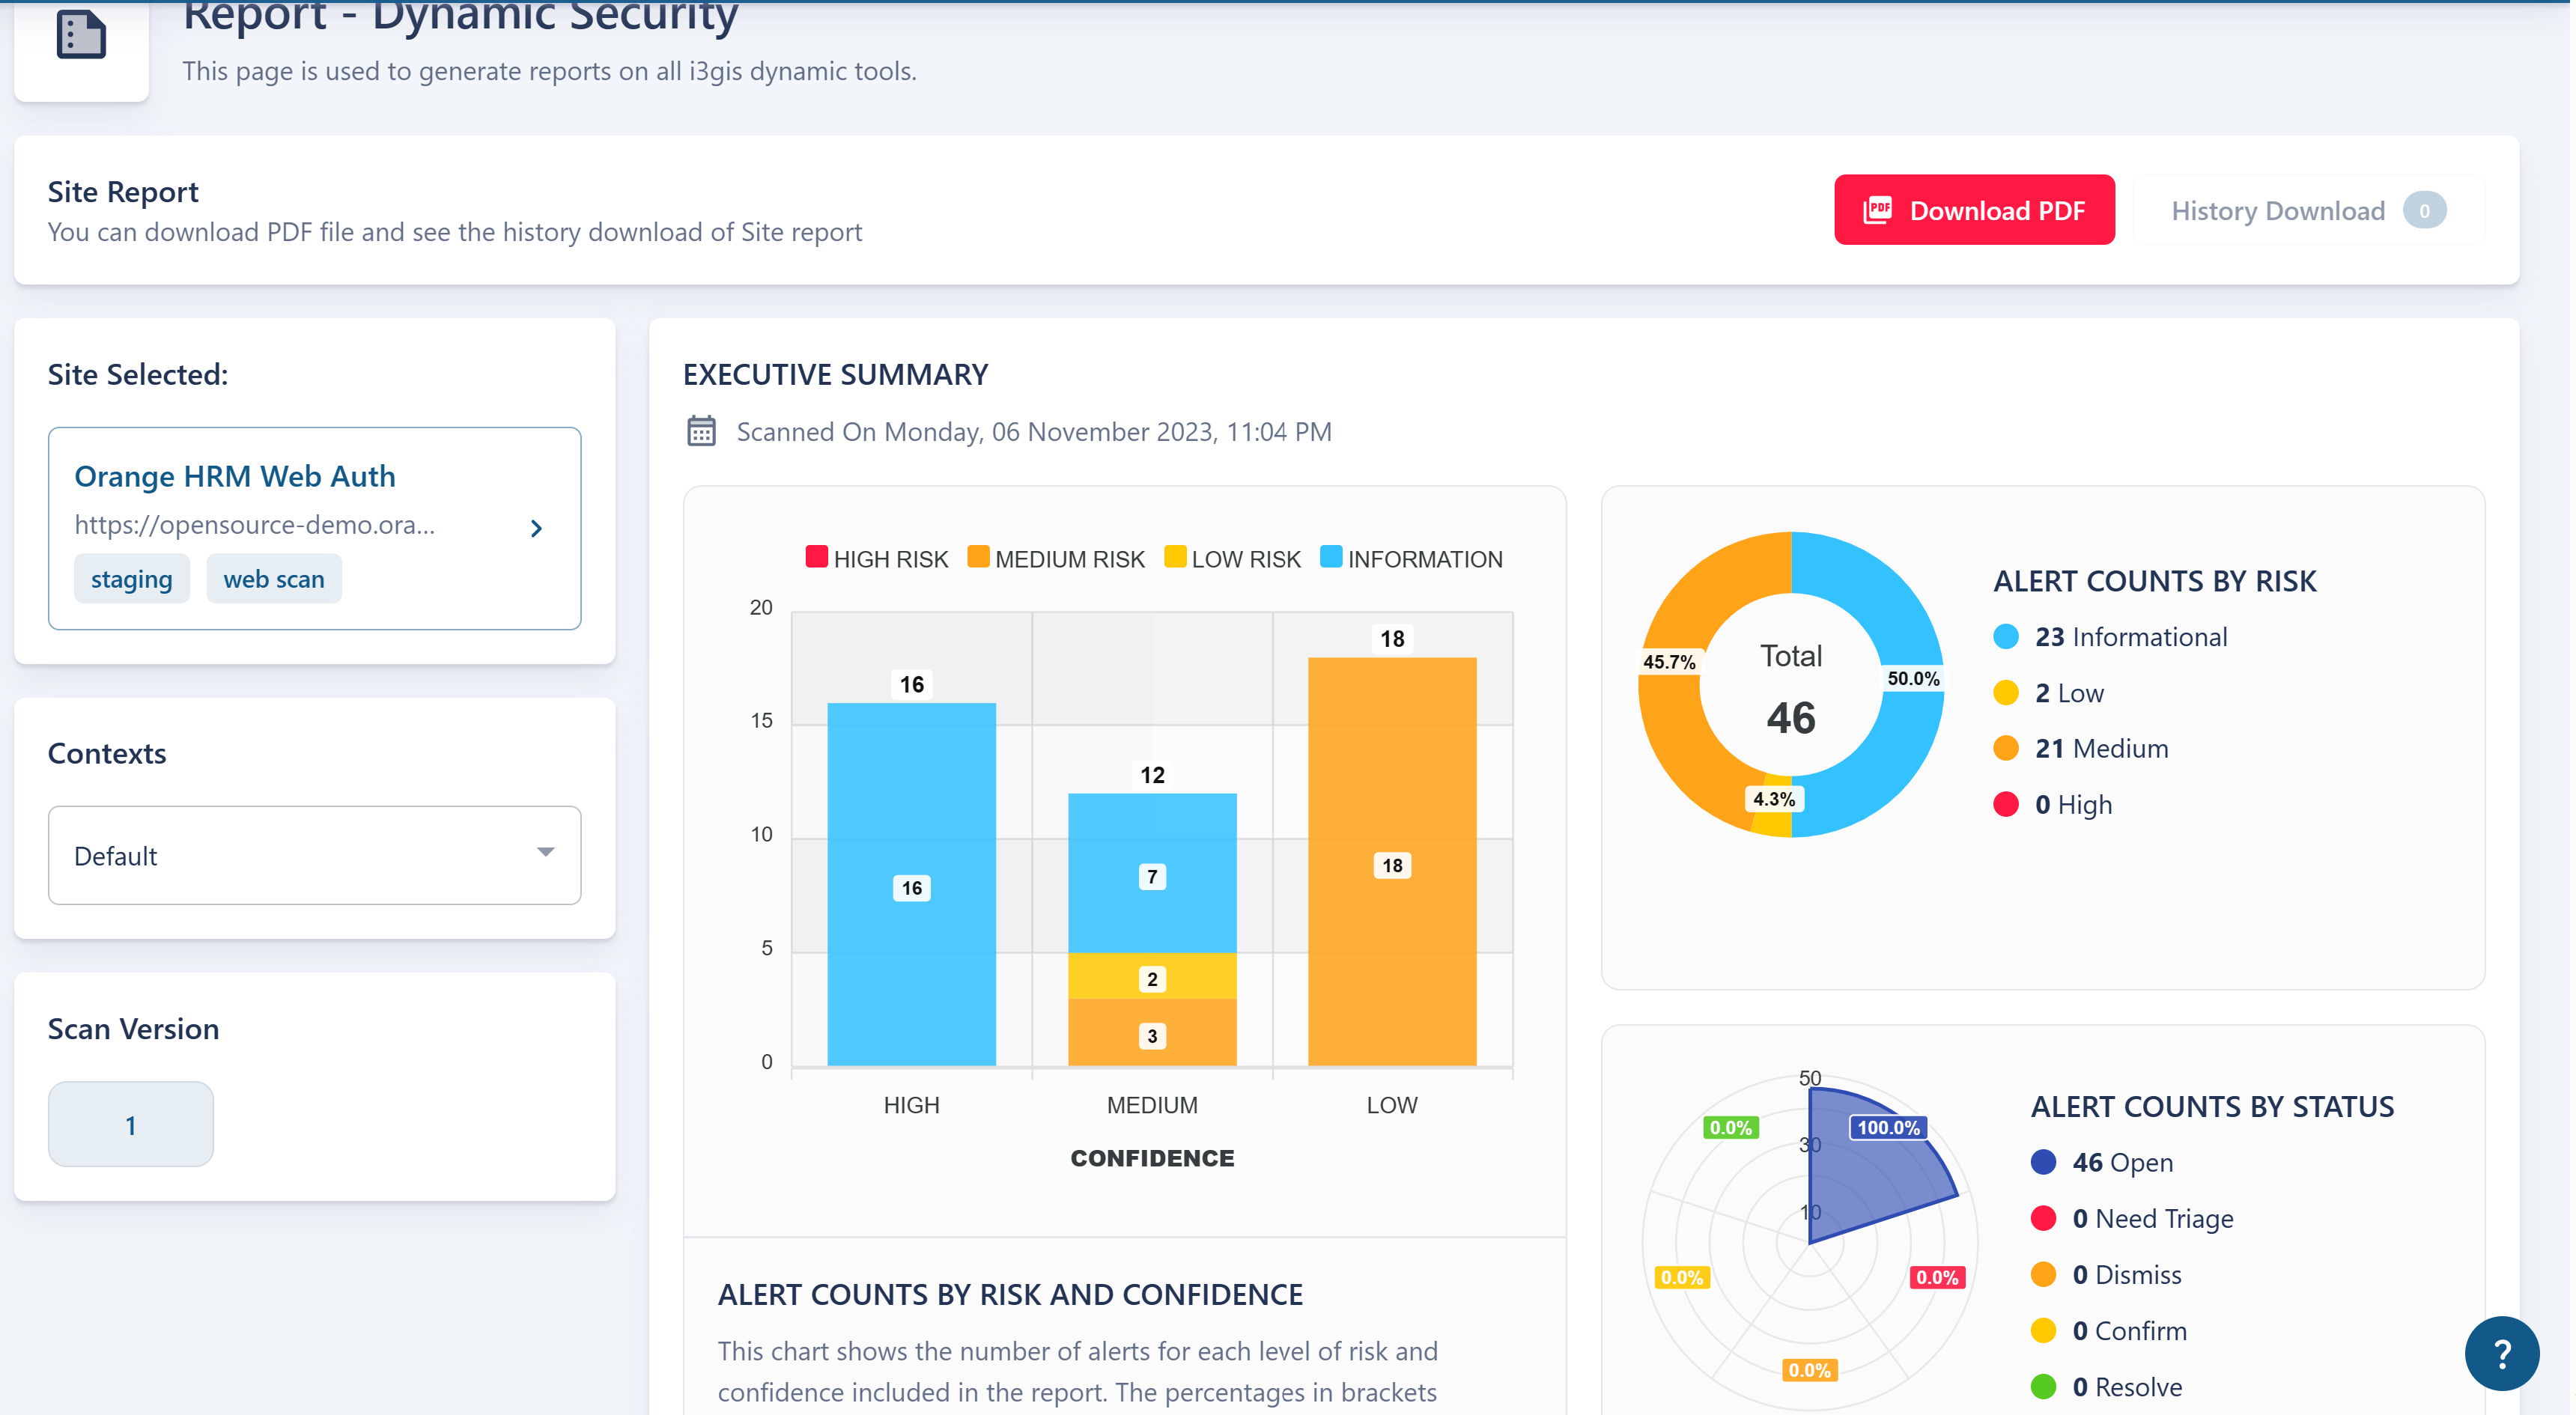 Report - Dynamic Security
This page is used to generate reports on all i3gis dynamic tools.
Site Report
You can download PDF file and see the history download of Site report
PDF
Download PDF
History Download 0
Site Selected:
Orange HRM Web Auth
https://opensource-demo.ora...
staging web scan
Contexts
Default
Scan Version
1
EXECUTIVE SUMMARY
Scanned On Monday, 06 November 2023, 11:04 PM
HIGH RISK MEDIUM RISK LOW RISK INFORMATION
20
15
10
5
0
16
16
12
7
2
3
18
18
HIGH MEDIUM LOW
CONFIDENCE
ALERT COUNTS BY RISK AND CONFIDENCE
This chart shows the number of alerts for each level of risk and
confidence included in the report. The percentages in brackets
45.7%
50.0%
4.3%
Total
46
ALERT COUNTS BY RISK
23 Informational
2 Low
21 Medium
0 High
50
30
10
0.0%
100.0%
0.0%
0.0%
0.0%
ALERT COUNTS BY STATUS
46 Open
0 Need Triage
0 Dismiss
0 Confirm
0 Resolve
?